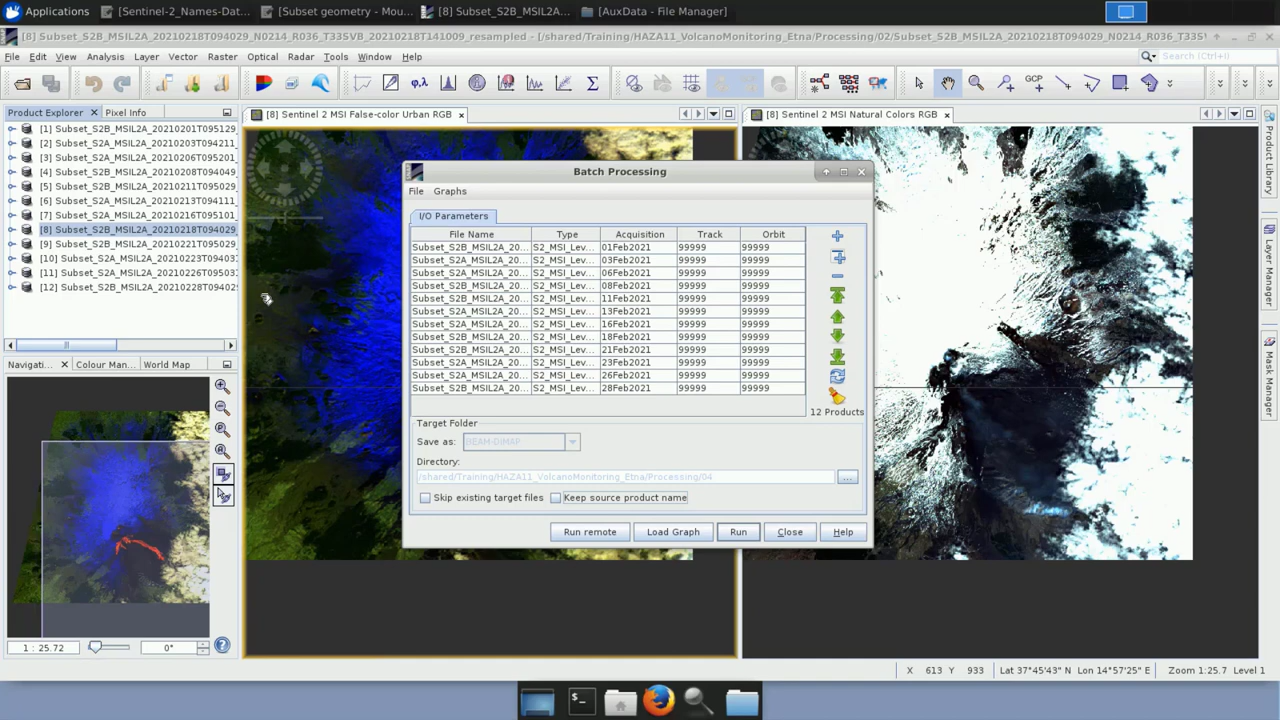 Applications
[Sentinel-2_Names-Dat...
[Subset geometry - Mou...
[8] Subset_S2B_MSIL2A...
[AuxData - File Manager]
[8] Subset_S2B_MSIL2A_20210218T094029_N0214_R036_T33SVB_20210218T141009_resampled - [/shared/Training/HAZA11_VolcanoMonitoring_Etna/Processing/02/Subset_S2B_MSIL2A_20210218T094029_N0214_R036_T33S
File Edit View Analysis Layer Vector Raster Optical Radar Tools Window Help
Search (Ctrl+I)
GCP
Product Explorer
Pixel Info
[8] Sentinel 2 MSI False-color Urban RGB
[8] Sentinel 2 MSI Natural Colors RGB
[1] Subset_S2B_MSIL2A_20210201T095129
[2] Subset_S2A_MSIL2A_20210203T094211
[3] Subset_S2A_MSIL2A_20210206T095201
[4] Subset_S2B_MSIL2A_20210208T094049
[5] Subset_S2B_MSIL2A_20210211T095029
[6] Subset_S2A_MSIL2A_20210213T094111
[7] Subset_S2A_MSIL2A_20210216T095101
[8] Subset_S2B_MSIL2A_20210218T094029
[9] Subset_S2B_MSIL2A_20210221T095029
[10] Subset_S2A_MSIL2A_20210223T0940
[11] Subset_S2A_MSIL2A_20210226T09503
[12] Subset_S2B_MSIL2A_20210228T09402
Navigati...
Colour Man...
World Map
1 : 25.72
0°
Batch Processing
File Graphs
I/O Parameters
File Name Type Acquisition Track Orbit
Subset_S2B_MSIL2A_20... S2_MSI_Lev... 01Feb2021 99999 99999
Subset_S2A_MSIL2A_20... S2_MSI_Lev... 03Feb2021 99999 99999
Subset_S2A_MSIL2A_20... S2_MSI_Lev... 06Feb2021 99999 99999
Subset_S2B_MSIL2A_20... S2_MSI_Lev... 08Feb2021 99999 99999
Subset_S2B_MSIL2A_20... S2_MSI_Lev... 11Feb2021 99999 99999
Subset_S2A_MSIL2A_20... S2_MSI_Lev... 13Feb2021 99999 99999
Subset_S2A_MSIL2A_20... S2_MSI_Lev... 16Feb2021 99999 99999
Subset_S2B_MSIL2A_20... S2_MSI_Lev... 18Feb2021 99999 99999
Subset_S2B_MSIL2A_20... S2_MSI_Lev... 21Feb2021 99999 99999
Subset_S2A_MSIL2A_20... S2_MSI_Lev... 23Feb2021 99999 99999
Subset_S2A_MSIL2A_20... S2_MSI_Lev... 26Feb2021 99999 99999
Subset_S2B_MSIL2A_20... S2_MSI_Lev... 28Feb2021 99999 99999
12 Products
Target Folder
Save as: BEAM-DIMAP
Directory:
/shared/Training/HAZA11_VolcanoMonitoring_Etna/Processing/04
...
Skip existing target files
Keep source product name
Run remote
Load Graph
Run
Close
Help
Product Library
Layer Manager
Mask Manager
X 613 Y 933
Lat 37°45'43" N Lon 14°57'25" E
Zoom 1:25.7 Level 1